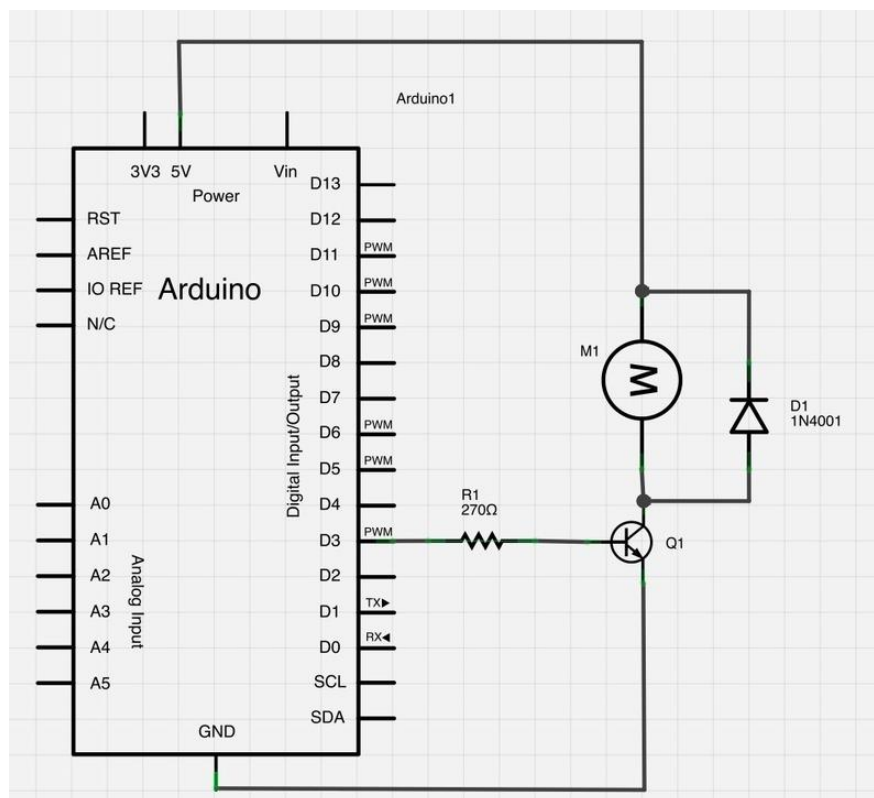 Arduino1
3V3 5V Vin
Power
RST
AREF
IO REF
N/C
Arduino
D13
D12
D11 PWM
D10 PWM
D9 PWM
D8
D7
D6 PWM
D5 PWM
D4
D3 PWM
D2
D1 TX▶
D0 RX◀
SCL
SDA
Digital Input/Output
A0
A1
A2
A3
A4
A5
Analog Input
GND
R1
270Ω
M1
M
D1
1N4001
Q1